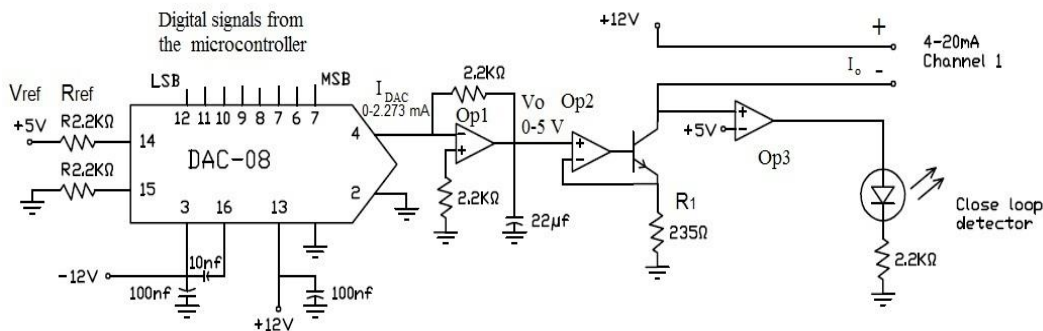 Digital signals from
the microcontroller
+12V
+
4-20mA
Channel 1
Io
-
LSB
MSB
IDAC
0-2.273 mA
2.2KΩ
Vref
Rref
+5V
R2.2KΩ
12 11 10 9 8 7 6 7
14
4
DAC-08
Op1
Vo
0-5 V
Op2
+5V
Op3
R2.2KΩ
15
2
3 16 13
2.2KΩ
22µf
R1
235Ω
Close loop
detector
2.2KΩ
-12V
10nf
100nf
100nf
+12V